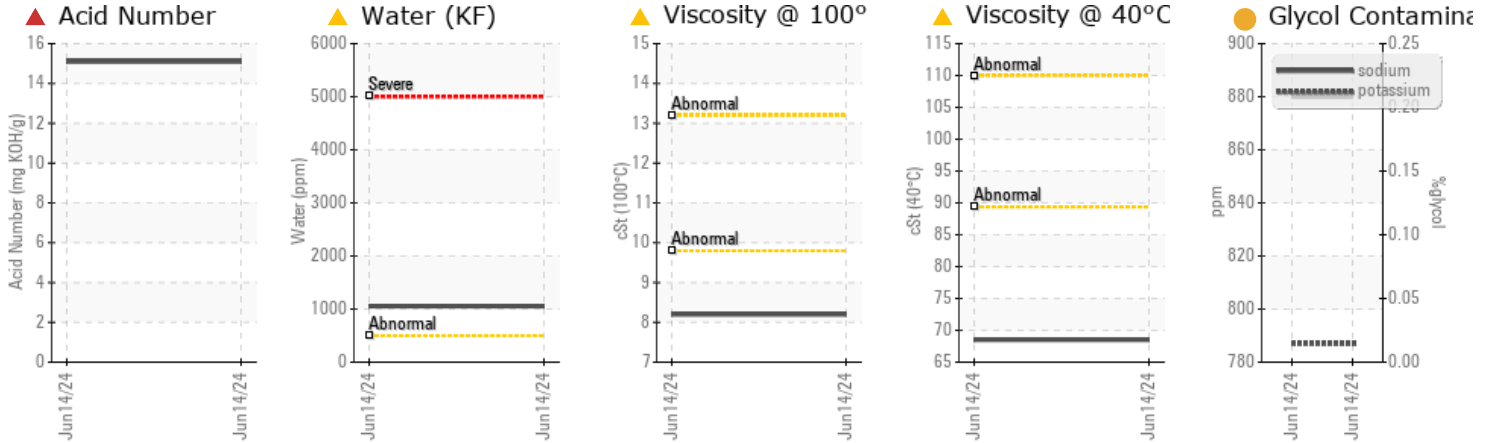 Acid Number
16
14
12
10
8
6
4
2
0
Acid Number (mg KOH/g)
Jun14/24
Jun14/24
Water (KF)
6000
5000
4000
3000
2000
1000
0
Water (ppm)
Severe
Abnormal
Jun14/24
Jun14/24
Viscosity @ 100°
15
14
13
12
11
10
9
8
7
cSt (100°C)
Abnormal
Abnormal
Jun14/24
Jun14/24
Viscosity @ 40°C
115
110
105
100
95
90
85
80
75
70
65
cSt (40°C)
Abnormal
Abnormal
Jun14/24
Jun14/24
Glycol Contamina
900
880
860
840
820
800
780
ppm
sodium
potassium
0.25
0.20
0.15
0.10
0.05
0.00
%glycol
Jun14/24
Jun14/24